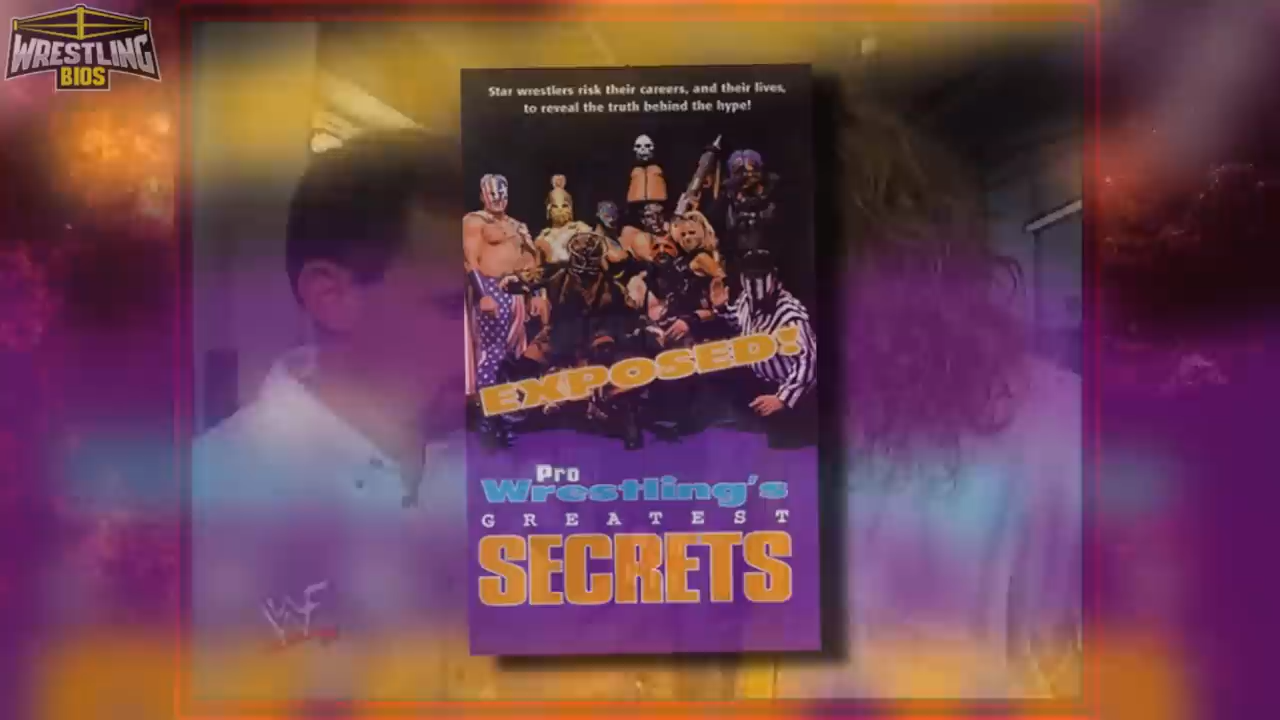 WRESTLING
BIOS
Star wrestlers risk their careers, and their lives,
to reveal the truth behind the hype!
EXPOSED!
Pro
Wrestling's
GREATEST
SECRETS
WF